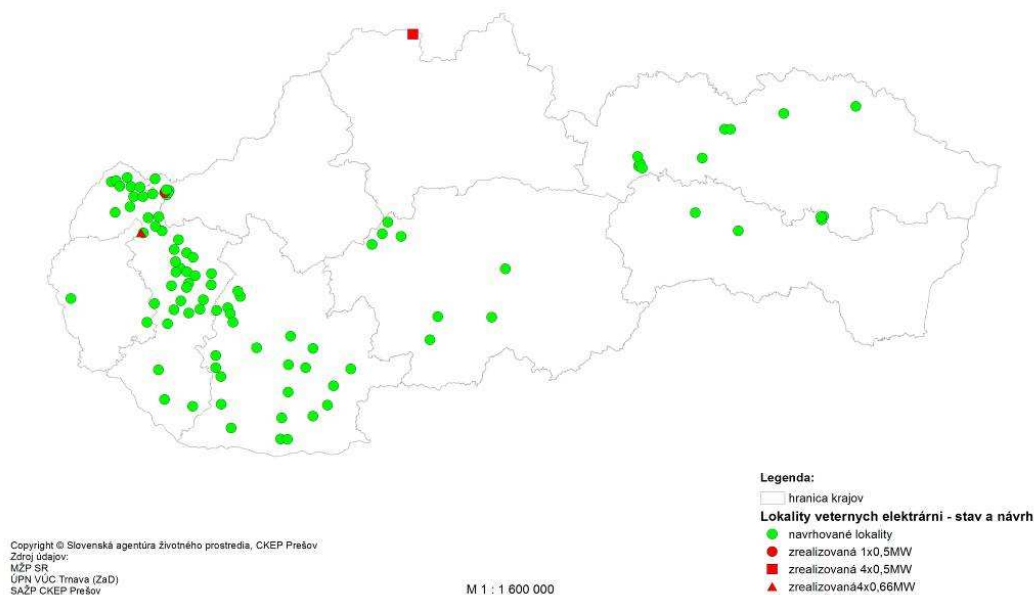 Legenda:
hranica krajov
Lokality veternych elektrárni - stav a návrh
navrhované lokality
zrealizovaná 1x0,5MW
zrealizovaná 4x0,5MW
zrealizovaná4x0,66MW
Copyright © Slovenská agentúra životného prostredia, CKEP Prešov
Zdroj údajov:
MŽP SR
ÚPN VÚC Trnava (ZaD)
SAŽP CKEP Prešov
M 1 : 1 600 000